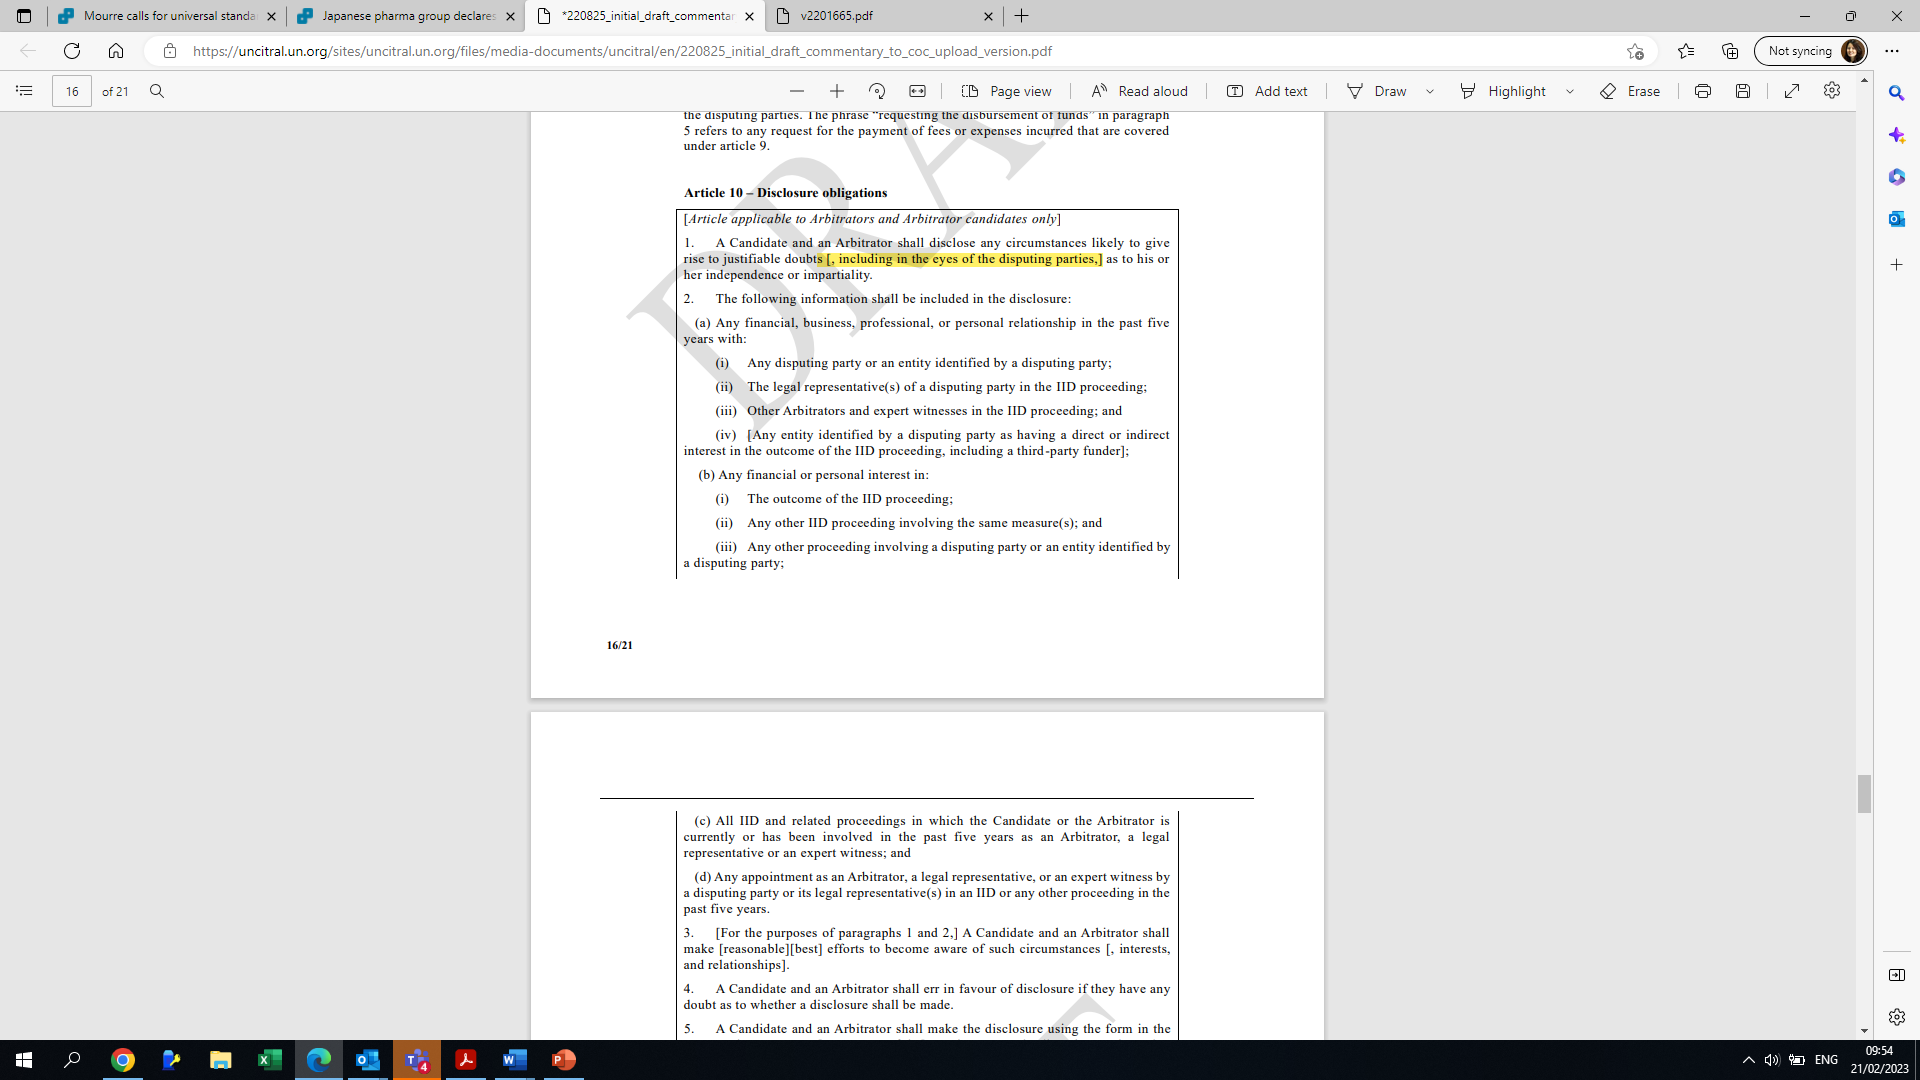 Mourre calls for universal standa
Japanese pharma group declares
*220825_initial_draft_commentar
v2201665.pdf
https://uncitral.un.org/sites/uncitral.un.org/files/media-documents/uncitral/en/220825_initial_draft_commentary_to_coc_upload_version.pdf
Not syncing
16 of 21
Page view
Read aloud
Add text
Draw
Highlight
Erase
the disputing parties. The phrase “requesting the disbursement of funds” in paragraph
5 refers to any request for the payment of fees or expenses incurred that are covered
under article 9.
Article 10 – Disclosure obligations
[Article applicable to Arbitrators and Arbitrator candidates only]
1. A Candidate and an Arbitrator shall disclose any circumstances likely to give
rise to justifiable doubts [, including in the eyes of the disputing parties,] as to his or
her independence or impartiality.
2. The following information shall be included in the disclosure:
(a) Any financial, business, professional, or personal relationship in the past five
years with:
(i) Any disputing party or an entity identified by a disputing party;
(ii) The legal representative(s) of a disputing party in the IID proceeding;
(iii) Other Arbitrators and expert witnesses in the IID proceeding; and
(iv) [Any entity identified by a disputing party as having a direct or indirect
interest in the outcome of the IID proceeding, including a third-party funder];
(b) Any financial or personal interest in:
(i) The outcome of the IID proceeding;
(ii) Any other IID proceeding involving the same measure(s); and
(iii) Any other proceeding involving a disputing party or an entity identified by
a disputing party;
16/21
(c) All IID and related proceedings in which the Candidate or the Arbitrator is
currently or has been involved in the past five years as an Arbitrator, a legal
representative or an expert witness; and
(d) Any appointment as an Arbitrator, a legal representative, or an expert witness by
a disputing party or its legal representative(s) in an IID or any other proceeding in the
past five years.
3. [For the purposes of paragraphs 1 and 2,] A Candidate and an Arbitrator shall
make [reasonable][best] efforts to become aware of such circumstances [, interests,
and relationships].
4. A Candidate and an Arbitrator shall err in favour of disclosure if they have any
doubt as to whether a disclosure shall be made.
5. A Candidate and an Arbitrator shall make the disclosure using the form in the
4
ENG
09:54
21/02/2023